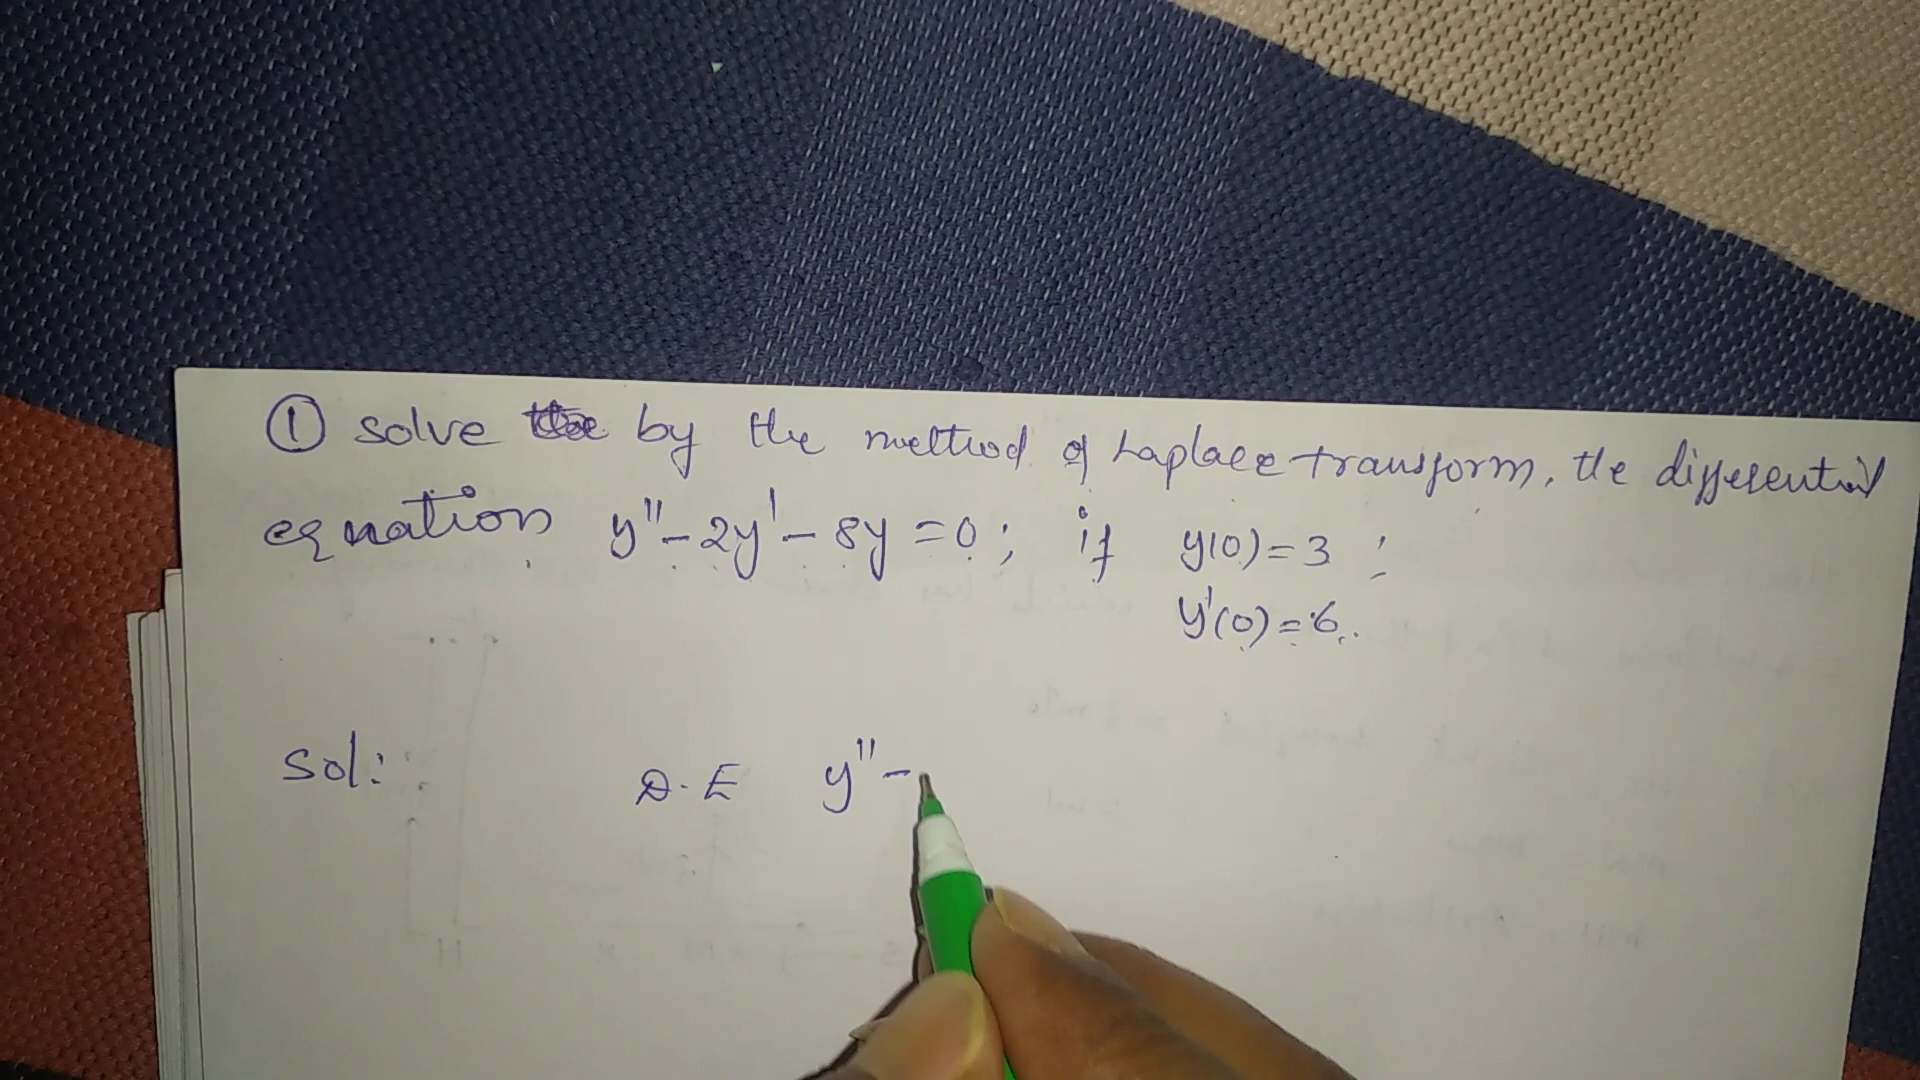 ① solve by the method of Laplace transform, the differential
equation y'' - 2y' - 8y = 0; if y(0) = 3;
y'(0) = 6.
Sol: D.E y'' -